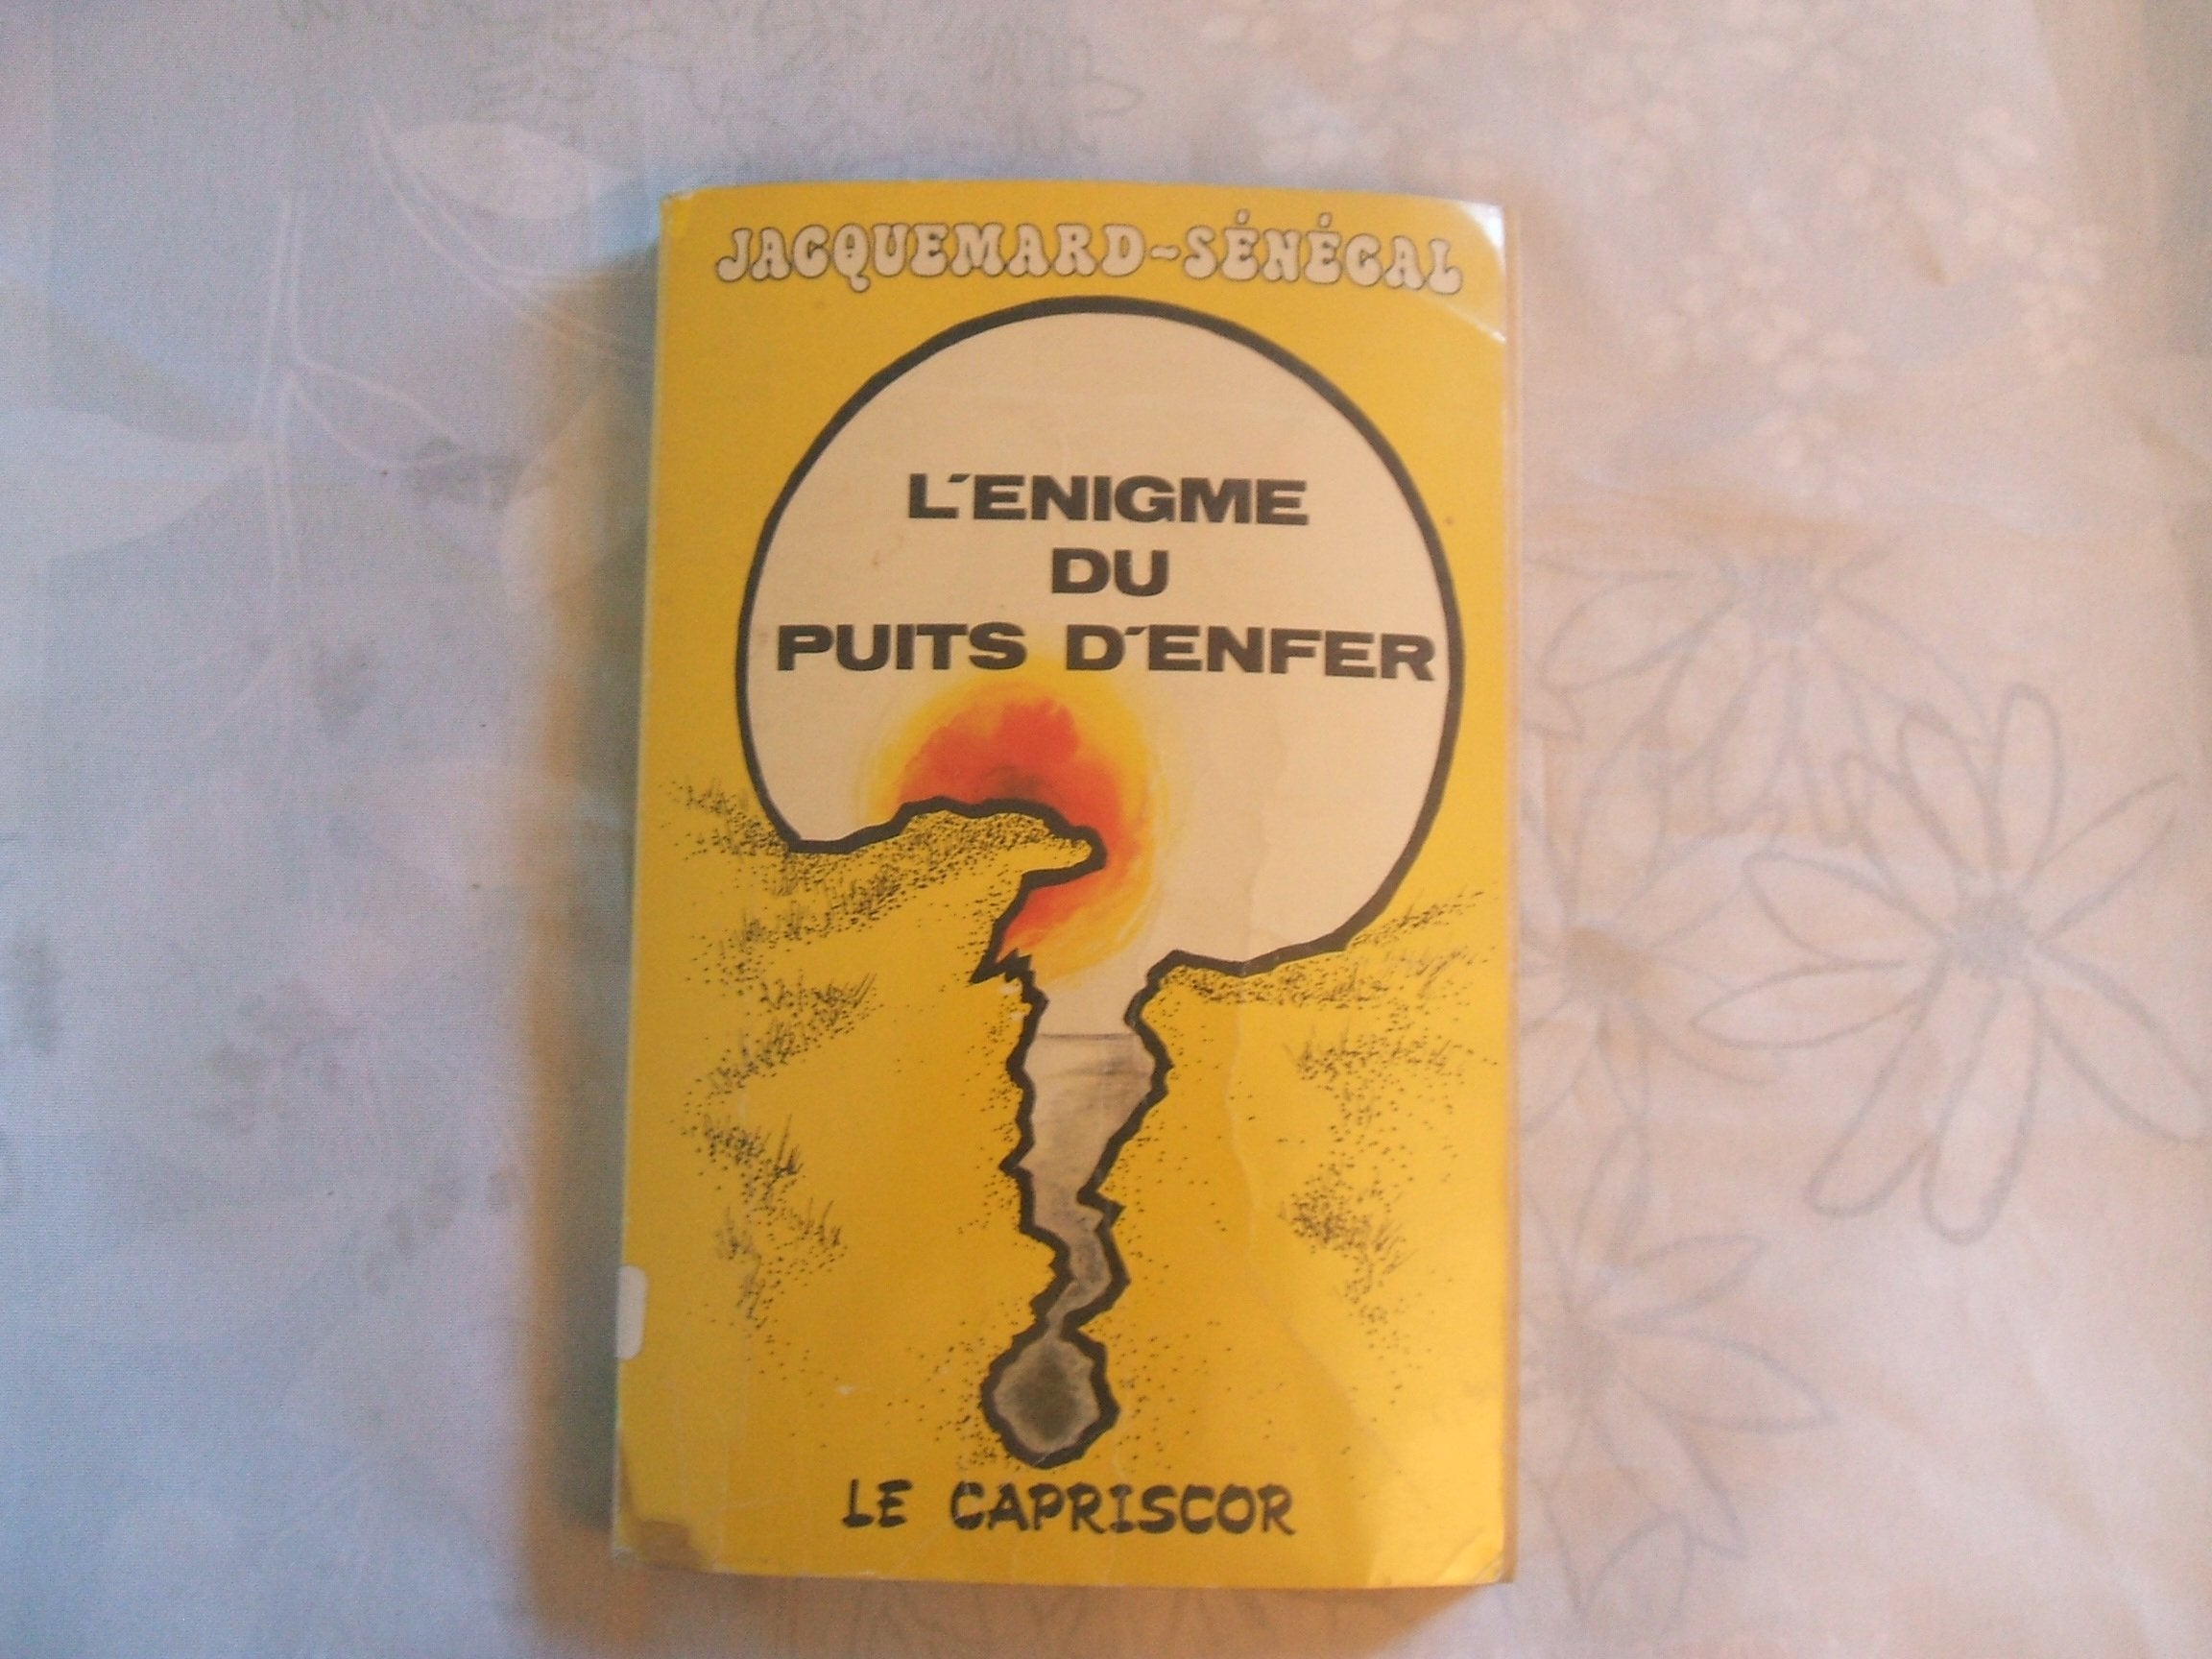 JACQUEMARD-SÉNÉCAL
L'ENIGME
DU
PUITS D'ENFER
LE CAPRISCOR